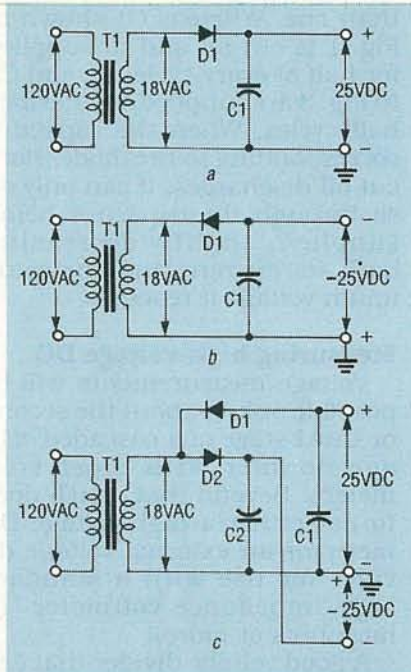 T1
D1
+
120VAC
18VAC
C1
25VDC
−
a
T1
D1
−
120VAC
18VAC
C1
−25VDC
+
b
D1
+
T1
D2
120VAC
18VAC
C2
C1
25VDC
−
+
−25VDC
−
c